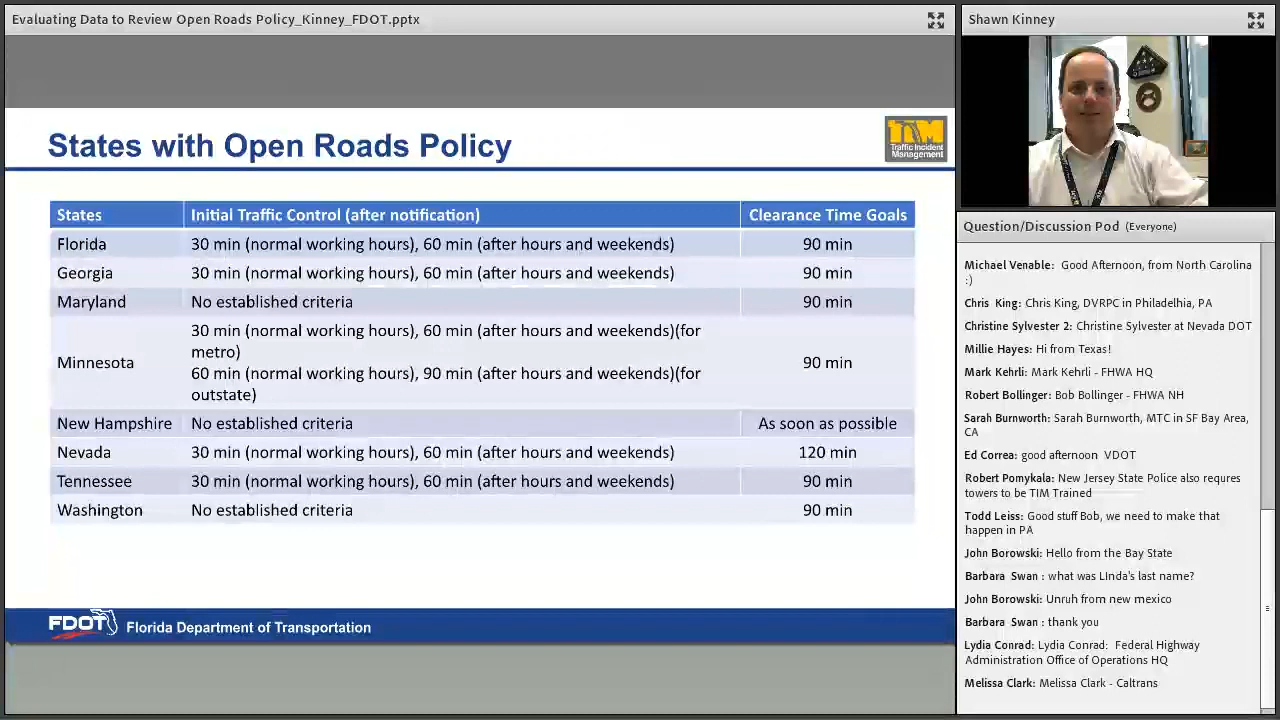 Evaluating Data to Review Open Roads Policy_Kinney_FDOT.pptx
States with Open Roads Policy
TIM
Traffic Incident
Management
States Initial Traffic Control (after notification) Clearance Time Goals
Florida 30 min (normal working hours), 60 min (after hours and weekends) 90 min
Georgia 30 min (normal working hours), 60 min (after hours and weekends) 90 min
Maryland No established criteria 90 min
Minnesota 30 min (normal working hours), 60 min (after hours and weekends)(for
metro)
60 min (normal working hours), 90 min (after hours and weekends)(for
outstate) 90 min
New Hampshire No established criteria As soon as possible
Nevada 30 min (normal working hours), 60 min (after hours and weekends) 120 min
Tennessee 30 min (normal working hours), 60 min (after hours and weekends) 90 min
Washington No established criteria 90 min
FDOT Florida Department of Transportation
Shawn Kinney
Question/Discussion Pod (Everyone)
Michael Venable: Good Afternoon, from North Carolina
:)
Chris King: Chris King, DVRPC in Philadelhia, PA
Christine Sylvester 2: Christine Sylvester at Nevada DOT
Millie Hayes: Hi from Texas!
Mark Kehrli: Mark Kehrli - FHWA HQ
Robert Bollinger: Bob Bollinger - FHWA NH
Sarah Burnworth: Sarah Burnworth, MTC in SF Bay Area,
CA
Ed Correa: good afternoon VDOT
Robert Pomykala: New Jersey State Police also requres
towers to be TIM Trained
Todd Leiss: Good stuff Bob, we need to make that
happen in PA
John Borowski: Hello from the Bay State
Barbara Swan : what was LInda's last name?
John Borowski: Unruh from new mexico
Barbara Swan : thank you
Lydia Conrad: Lydia Conrad: Federal Highway
Administration Office of Operations HQ
Melissa Clark: Melissa Clark - Caltrans